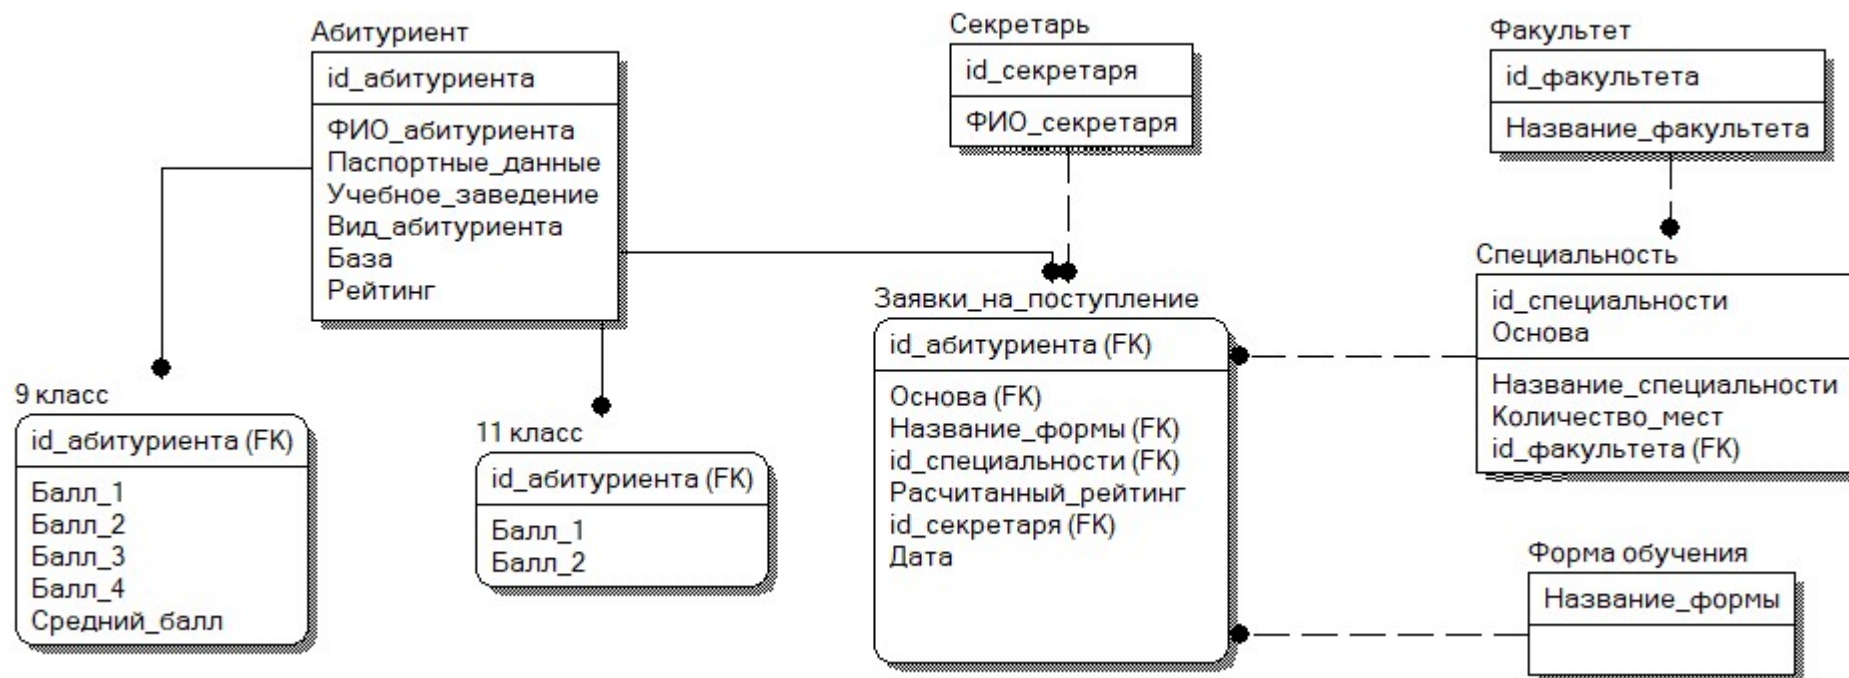 Абитуриент
id_абитуриента
ФИО_абитуриента
Паспортные_данные
Учебное_заведение
Вид_абитуриента
База
Рейтинг
Секретарь
id_секретаря
ФИО_секретаря
Факультет
id_факультета
Название_факультета
9 класс
id_абитуриента (FK)
Балл_1
Балл_2
Балл_3
Балл_4
Средний_балл
11 класс
id_абитуриента (FK)
Балл_1
Балл_2
Заявки_на_поступление
id_абитуриента (FK)
Основа (FK)
Название_формы (FK)
id_специальности (FK)
Расчитанный_рейтинг
id_секретаря (FK)
Дата
Специальность
id_специальности
Основа
Название_специальности
Количество_мест
id_факультета (FK)
Форма обучения
Название_формы